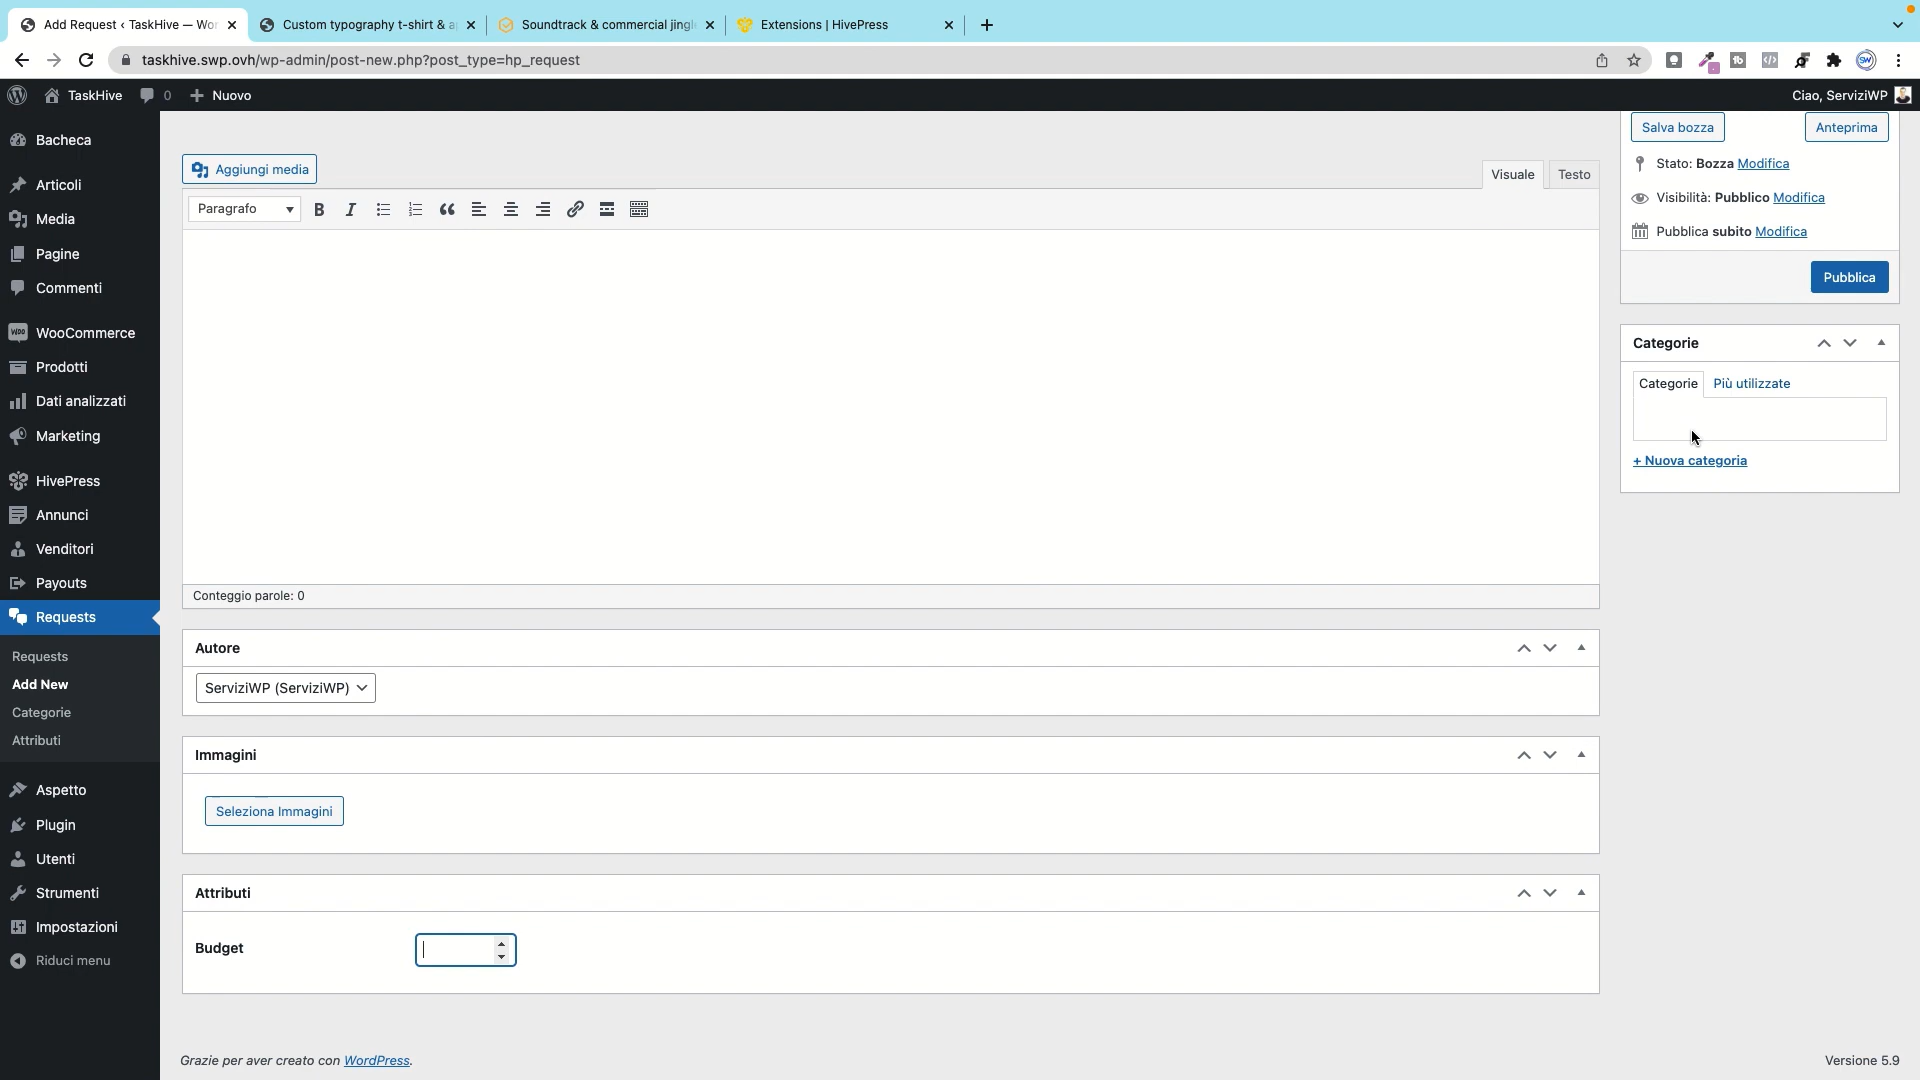 Add Request ‹ TaskHive — Wor
Custom typography t-shirt & a
Soundtrack & commercial jingl
Extensions | HivePress
taskhive.swp.ovh/wp-admin/post-new.php?post_type=hp_request
TaskHive
0
Nuovo
Ciao, ServiziWP
Bacheca
Articoli
Media
Pagine
Commenti
WooCommerce
Prodotti
Dati analizzati
Marketing
HivePress
Annunci
Venditori
Payouts
Requests
Requests
Add New
Categorie
Attributi
Aspetto
Plugin
Utenti
Strumenti
Impostazioni
Riduci menu
Aggiungi media
Visuale
Testo
Paragrafo
Conteggio parole: 0
Autore
ServiziWP (ServiziWP)
Immagini
Seleziona Immagini
Attributi
Budget
Salva bozza
Anteprima
Stato: Bozza Modifica
Visibilità: Pubblico Modifica
Pubblica subito Modifica
Pubblica
Categorie
Categorie
Più utilizzate
+ Nuova categoria
Grazie per aver creato con WordPress.
Versione 5.9